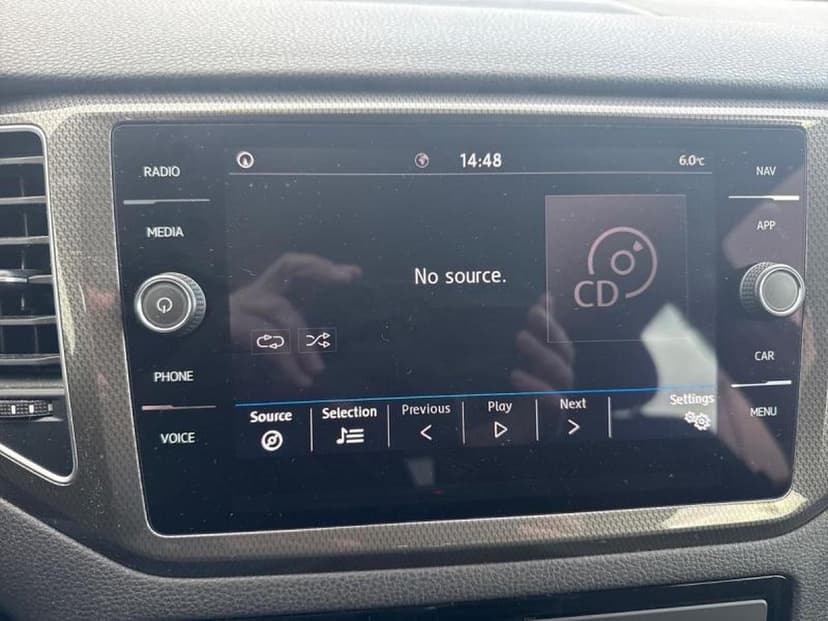 RADIO
MEDIA
PHONE
VOICE
14:48
6.0°C
No source.
CD
Source
Selection
Previous
Play
Next
Settings
NAV
APP
CAR
MENU